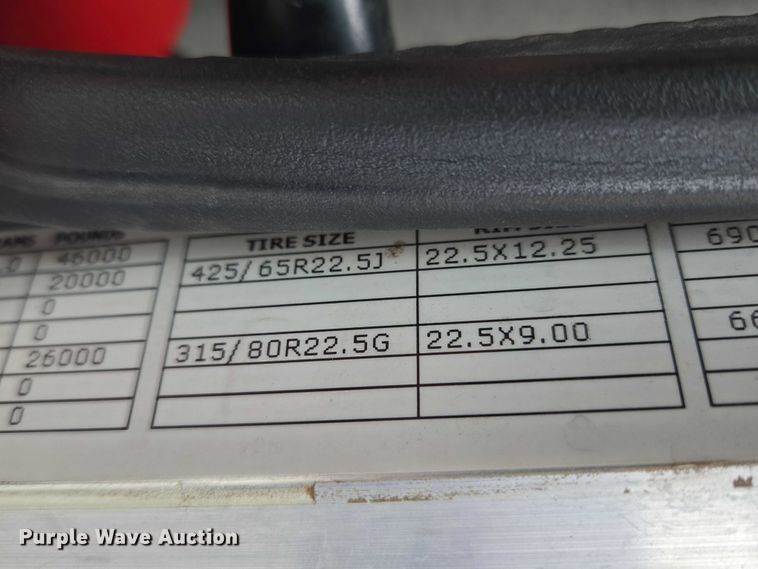 POUNDS TIRE SIZE
46000 425/65R22.5J 22.5X12.25 690
20000
0
0 315/80R22.5G 22.5X9.00 66
26000
0
0
Purple Wave Auction